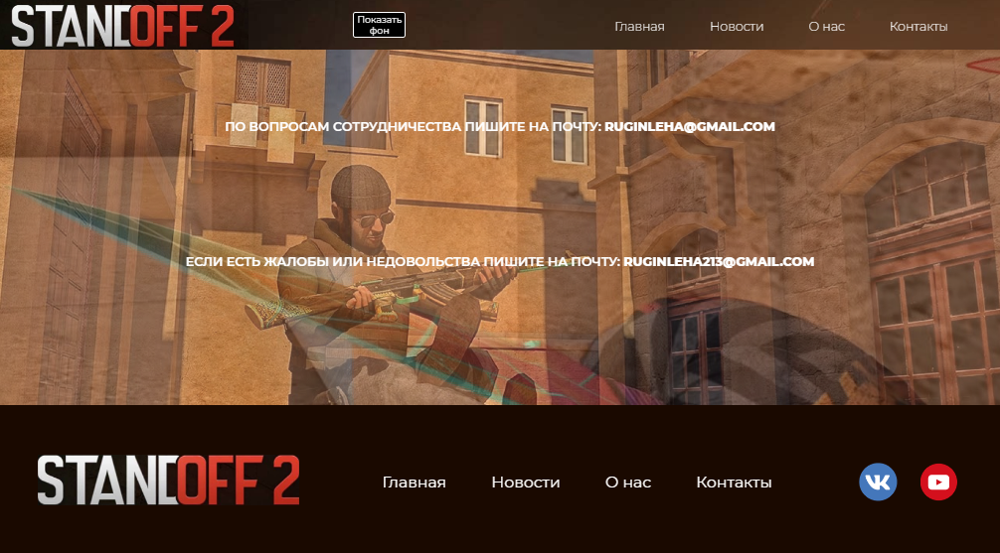 STANDOFF 2
Показать
фон
Главная Новости О нас Контакты
ПО ВОПРОСАМ СОТРУДНИЧЕСТВА ПИШИТЕ НА ПОЧТУ: RUGINLEHA@GMAIL.COM
ЕСЛИ ЕСТЬ ЖАЛОБЫ ИЛИ НЕДОВОЛЬСТВА ПИШИТЕ НА ПОЧТУ: RUGINLEHA213@GMAIL.COM
STANDOFF 2 Главная Новости О нас Контакты